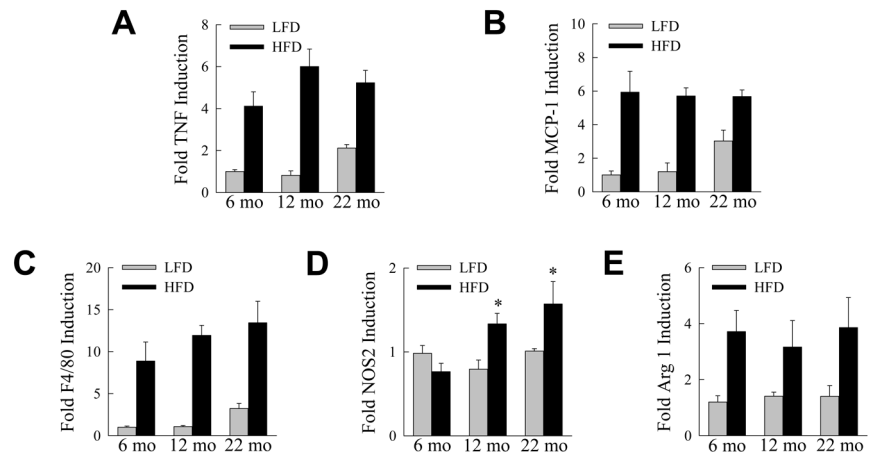 A
LFD
HFD
Fold TNF Induction
8
6
4
2
0
6 mo 12 mo 22 mo
B
LFD
HFD
Fold MCP-1 Induction
10
8
6
4
2
0
6 mo 12 mo 22 mo
C
LFD
HFD
Fold F4/80 Induction
20
15
10
5
0
6 mo 12 mo 22 mo
D
LFD
HFD
Fold NOS2 Induction
2
1
0
*
*
6 mo 12 mo 22 mo
E
LFD
HFD
Fold Arg 1 Induction
6
4
2
0
6 mo 12 mo 22 mo